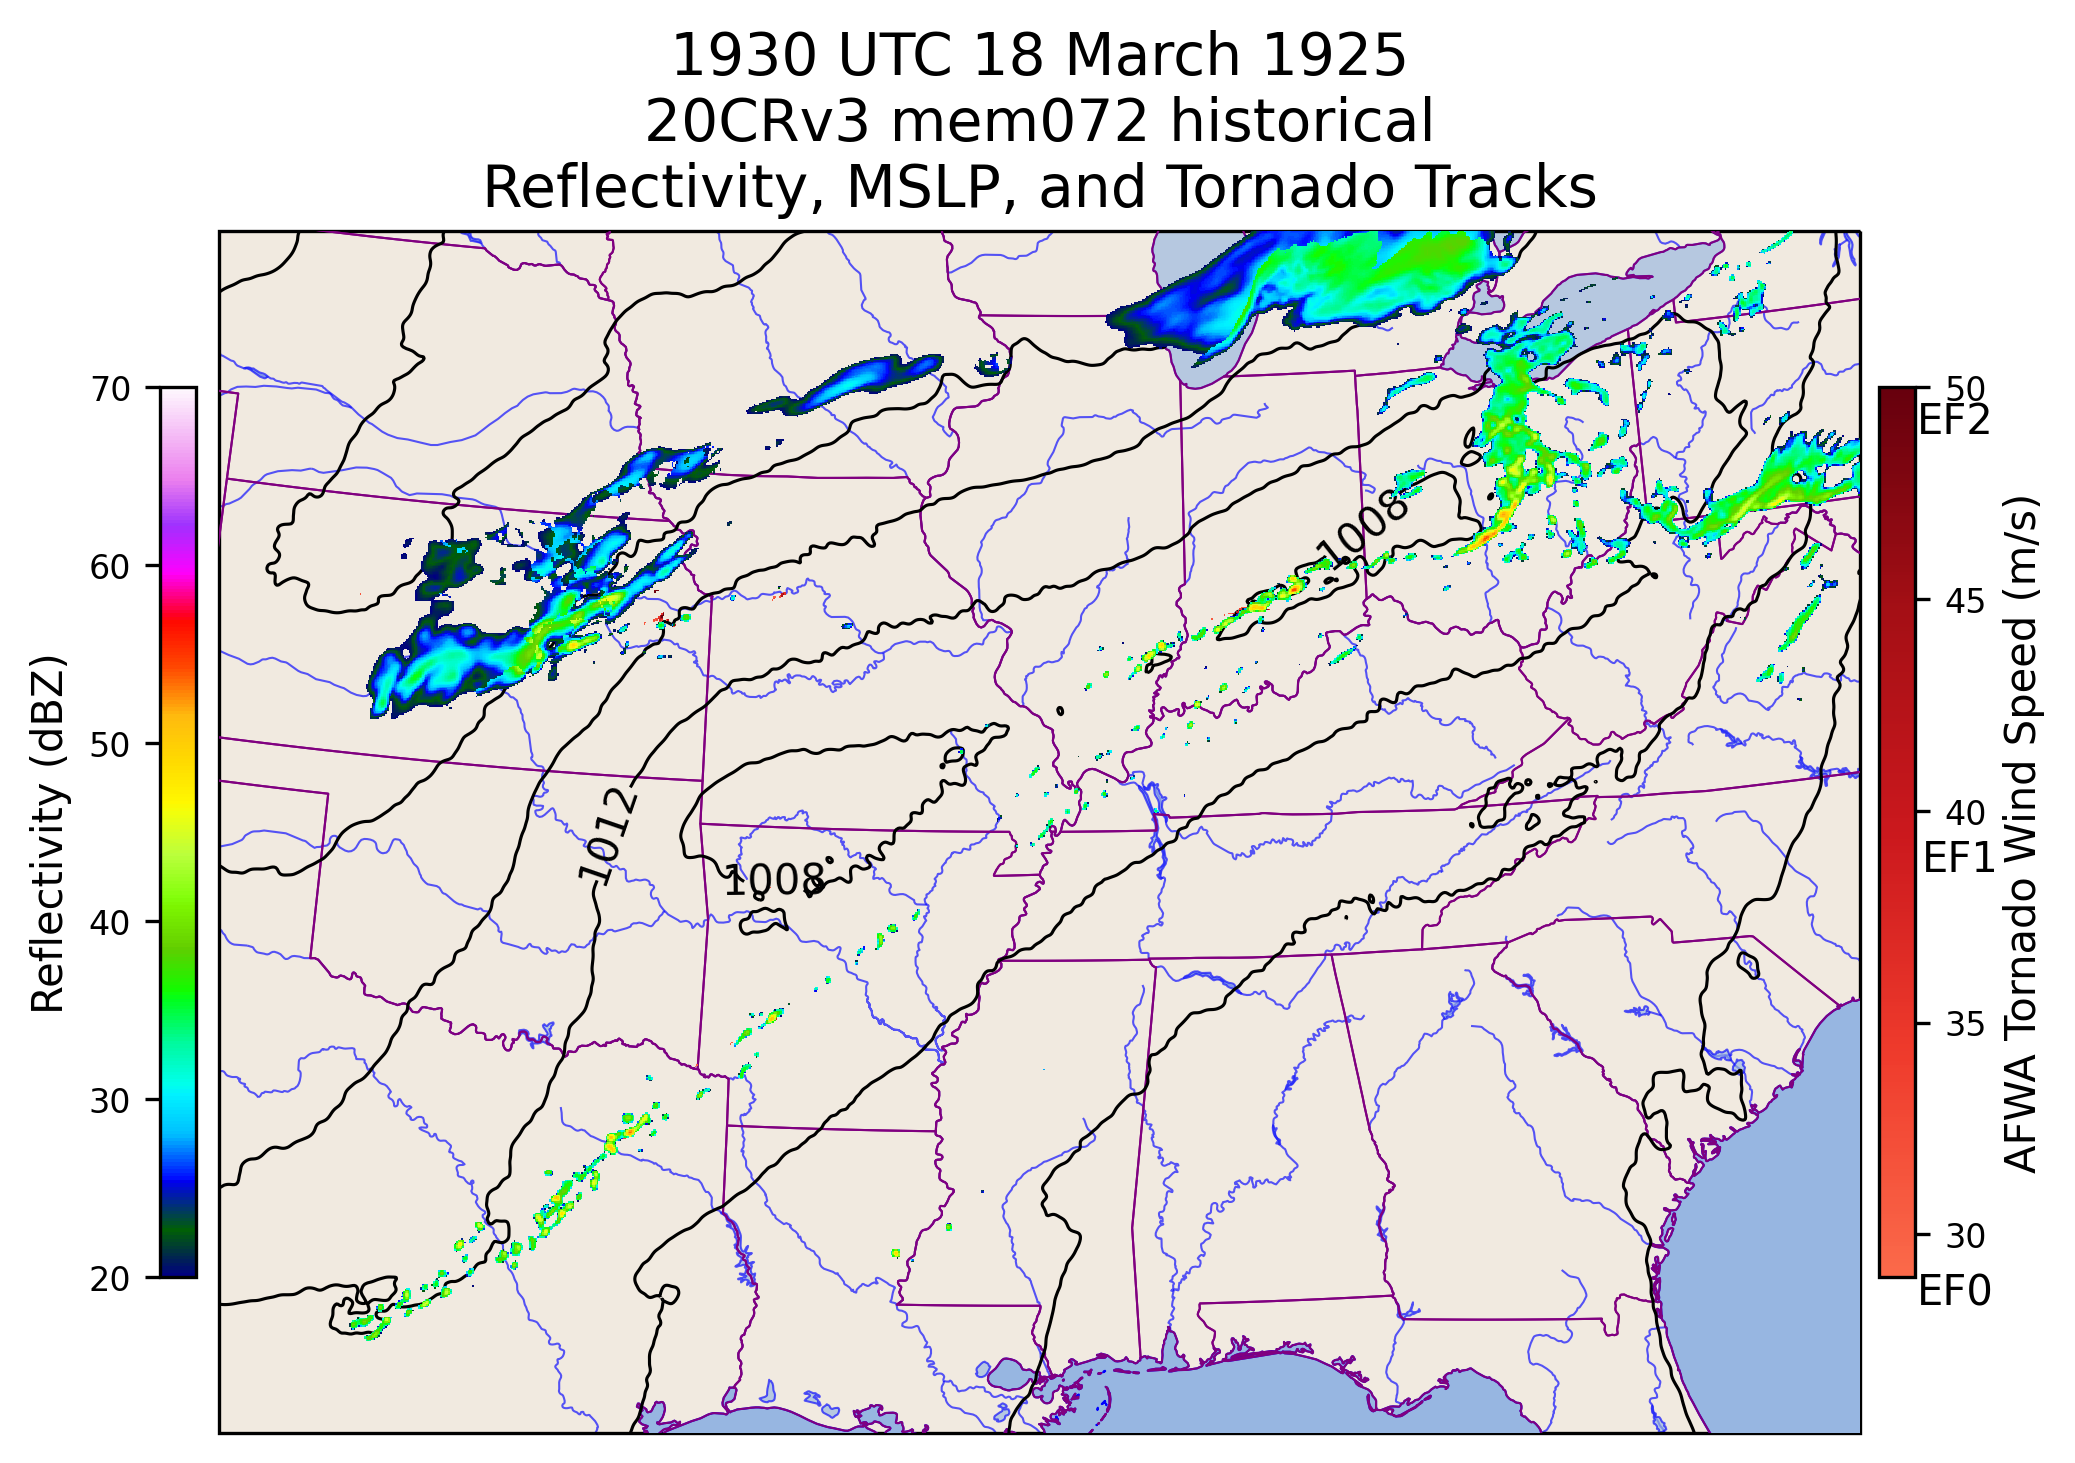 1930 UTC 18 March 1925
20CRv3 mem072 historical
Reflectivity, MSLP, and Tornado Tracks
Reflectivity (dBZ)
70
60
50
40
30
20
1008
1012
1008
50
EF2
45
40
EF1
35
30
EF0
AFWA Tornado Wind Speed (m/s)